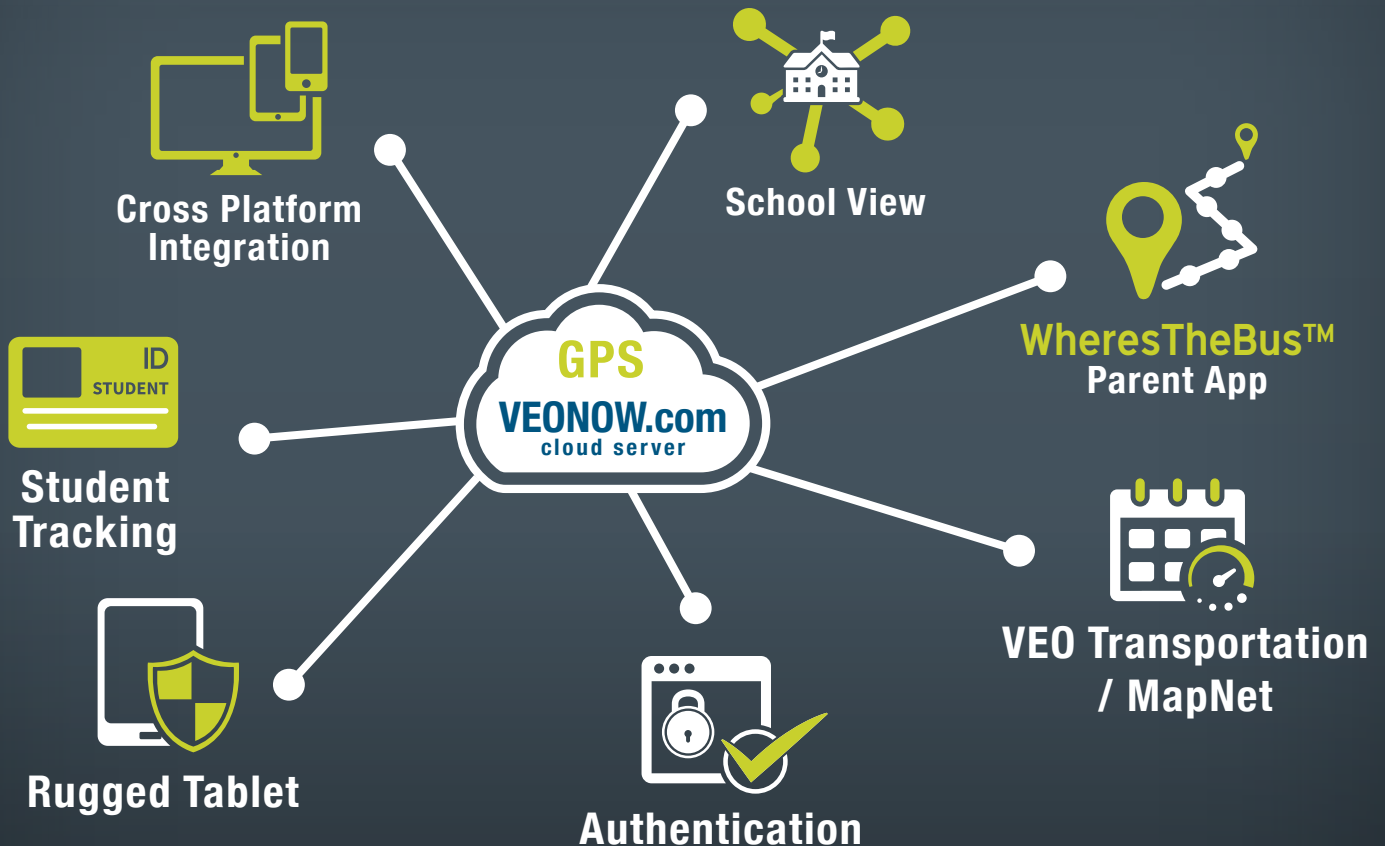 Cross Platform
Integration
School View
WheresTheBus™
Parent App
GPS
VEONOW.com
cloud server
ID
STUDENT
Student
Tracking
VEO Transportation
/ MapNet
Rugged Tablet
Authentication